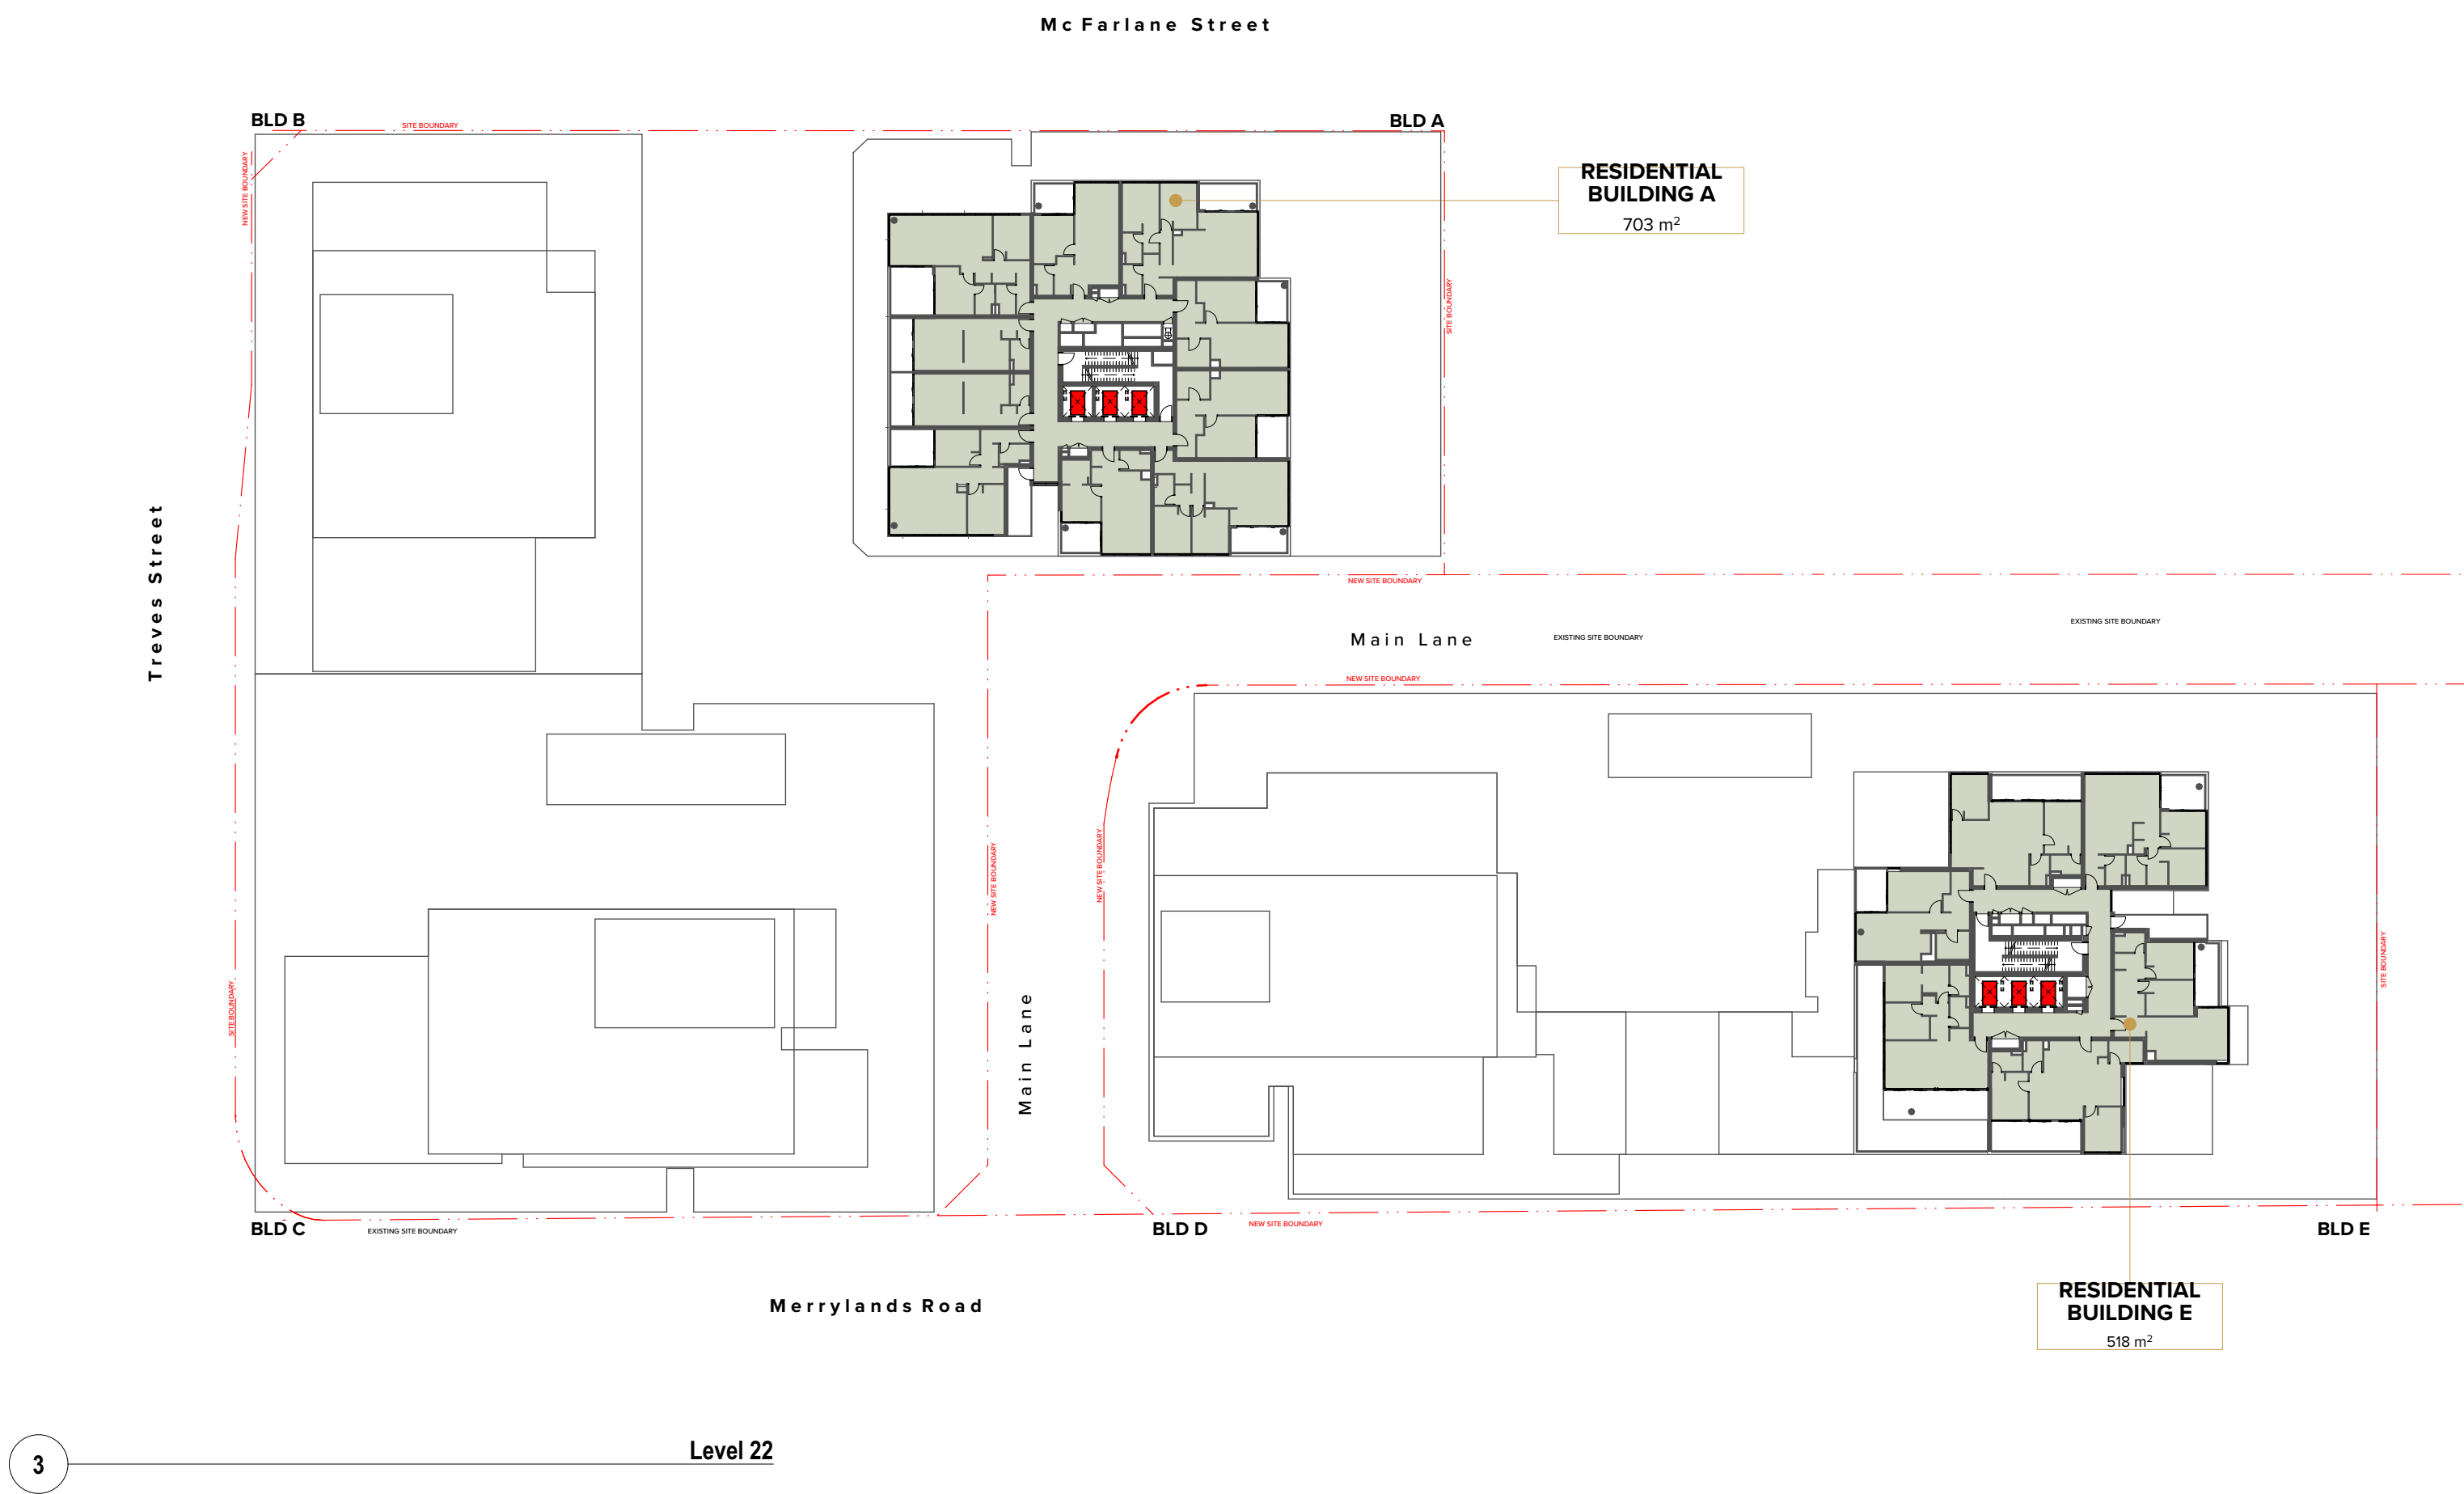 Mc Farlane Street
BLD B
SITE BOUNDARY
BLD A
NEW SITE BOUNDARY
RESIDENTIAL
BUILDING A
703 m²
SITE BOUNDARY
Treves Street
NEW SITE BOUNDARY
Main Lane
EXISTING SITE BOUNDARY
EXISTING SITE BOUNDARY
NEW SITE BOUNDARY
NEW SITE BOUNDARY
NEW SITE BOUNDARY
SITE BOUNDARY
SITE BOUNDARY
Main Lane
BLD C
EXISTING SITE BOUNDARY
BLD D
NEW SITE BOUNDARY
BLD E
Merrylands Road
RESIDENTIAL
BUILDING E
518 m²
3
Level 22